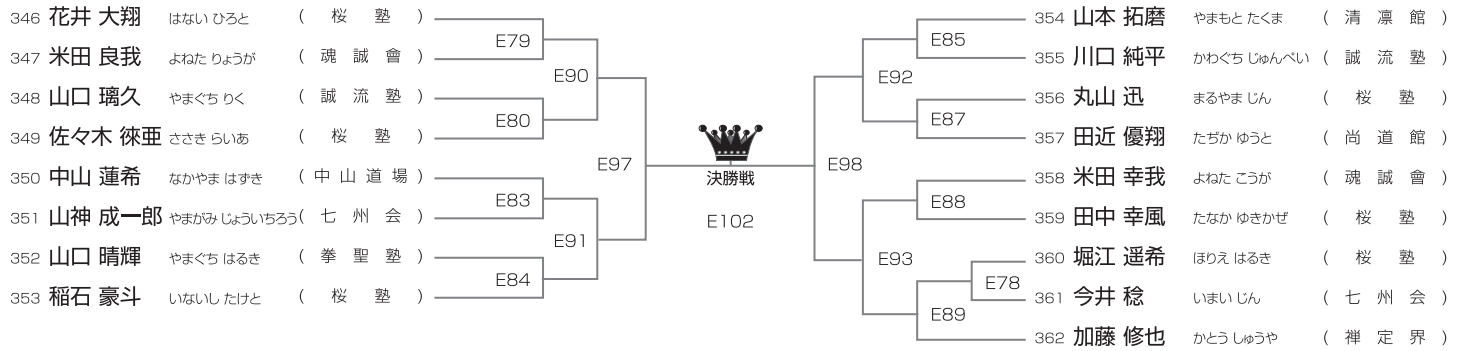 346 花井 大翔 はない ひろと ( 桜 塾 )
347 米田 良我 よねた りょうが ( 魂 誠 會 )
348 山口 璃久 やまぐち りく ( 誠 流 塾 )
349 佐々木 徠亜 ささき らいあ ( 桜 塾 )
350 中山 蓮希 なかやま はずき ( 中 山 道 場 )
351 山神 成一郎 やまがみ じょういちろう ( 七 州 会 )
352 山口 晴輝 やまぐち はるき ( 拳 聖 塾 )
353 稲石 豪斗 いないし たけと ( 桜 塾 )
E79
E80
E83
E84
E90
E91
E97
決勝戦
E102
E98
E92
E93
E85
E87
E88
E78
E89
354 山本 拓磨 やまもと たくま ( 清 凛 館 )
355 川口 純平 かわぐち じゅんぺい ( 誠 流 塾 )
356 丸山 迅 まるやま じん ( 桜 塾 )
357 田近 優翔 たぢか ゆうと ( 尚 道 館 )
358 米田 幸我 よねた こうが ( 魂 誠 會 )
359 田中 幸風 たなか ゆきかぜ ( 桜 塾 )
360 堀江 遥希 ほりえ はるき ( 桜 塾 )
361 今井 稔 いまい じん ( 七 州 会 )
362 加藤 修也 かとう しゅうや ( 禅 定 界 )